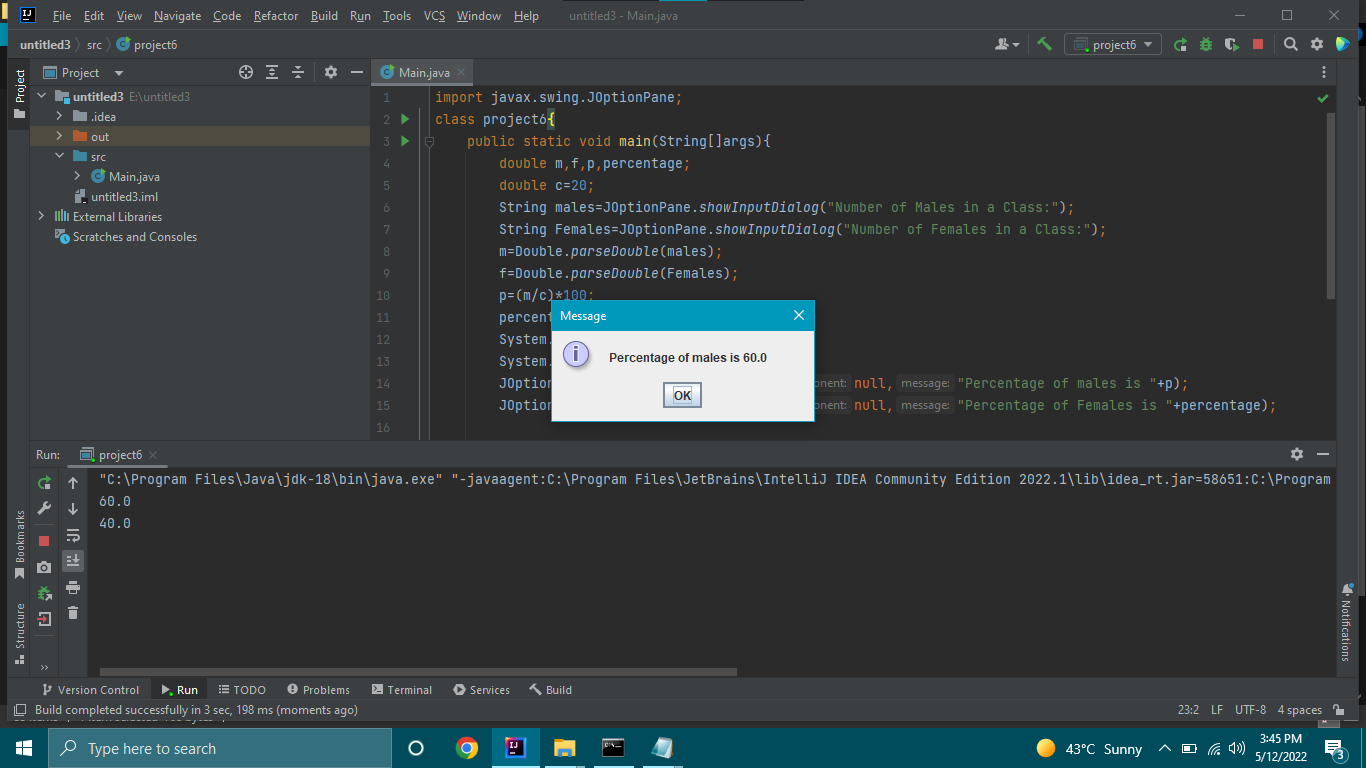 File Edit View Navigate Code Refactor Build Run Tools VCS Window Help untitled3 - Main.java
untitled3 src project6 project6
Project
Project
Main.java
untitled3 E:\untitled3
.idea
out
src
Main.java
untitled3.iml
External Libraries
Scratches and Consoles
1 import javax.swing.JOptionPane;
2 class project6{
3 public static void main(String[]args){
4 double m,f,p,percentage;
5 double c=20;
6 String males=JOptionPane.showInputDialog("Number of Males in a Class:");
7 String Females=JOptionPane.showInputDialog("Number of Females in a Class:");
8 m=Double.parseDouble(males);
9 f=Double.parseDouble(Females);
10 p=(m/c)*100;
11 percent
12 System.
13 System.
14 JOption onent: null, message: "Percentage of males is "+p);
15 JOption onent: null, message: "Percentage of Females is "+percentage);
16
Message
Percentage of males is 60.0
OK
Run: project6
"C:\Program Files\Java\jdk-18\bin\java.exe" "-javaagent:C:\Program Files\JetBrains\IntelliJ IDEA Community Edition 2022.1\lib\idea_rt.jar=58651:C:\Program
60.0
40.0
Bookmarks
Structure
Notifications
Version Control Run TODO Problems Terminal Services Build
Build completed successfully in 3 sec, 198 ms (moments ago) 23:2 LF UTF-8 4 spaces
Type here to search
43°C Sunny
3:45 PM
5/12/2022
3